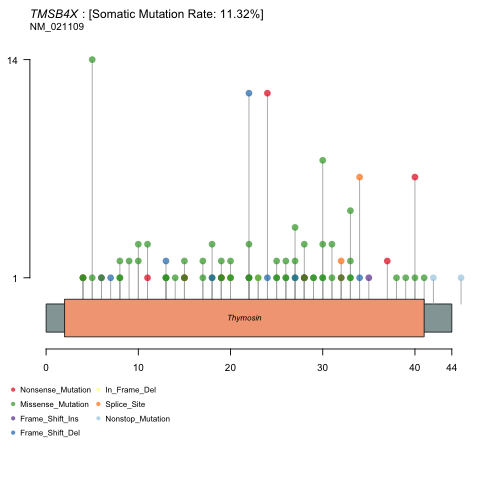 TMSB4X : [Somatic Mutation Rate: 11.32%]
NM_021109
14
1
Thymosin
0 10 20 30 40 44
Nonsense_Mutation In_Frame_Del
Missense_Mutation Splice_Site
Frame_Shift_Ins Nonstop_Mutation
Frame_Shift_Del